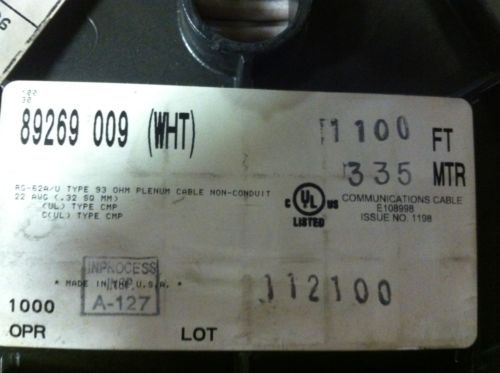 89269 009 (WHT)
1100 FT
335 MTR
RG-62A/U TYPE 93 OHM PLENUM CABLE NON-CONDUIT
22 AWG (.32 SQ MM)
(UL) TYPE CMP
C(UL) TYPE CMP
C UL US
LISTED
COMMUNICATIONS CABLE
E108998
ISSUE NO. 1198
INPROCESS
* MADE IN U.S.A. *
A-127
112100
1000
OPR LOT